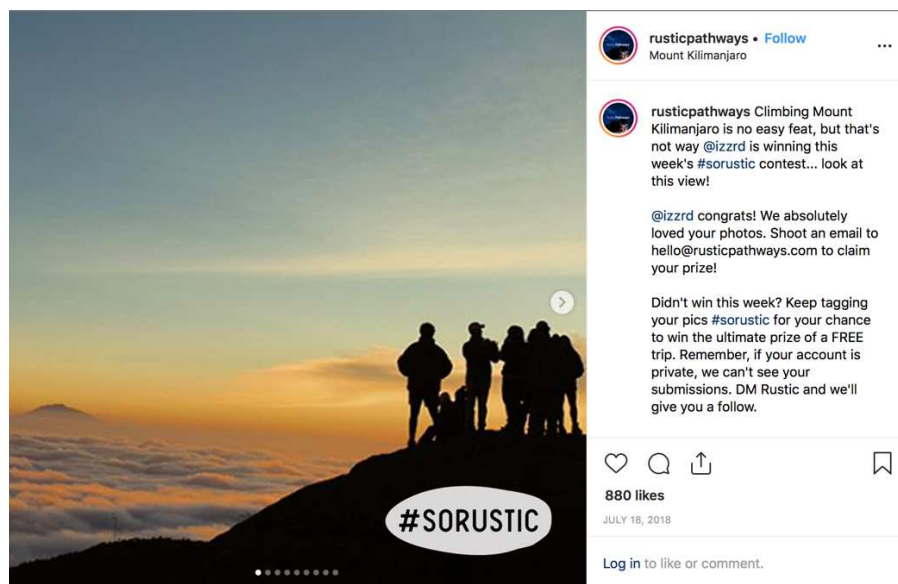 rusticpathways • Follow
Mount Kilimanjaro
rusticpathways Climbing Mount
Kilimanjaro is no easy feat, but that's
not way @izzrd is winning this
week's #sorustic contest... look at
this view!
@izzrd congrats! We absolutely
loved your photos. Shoot an email to
hello@rusticpathways.com to claim
your prize!
Didn't win this week? Keep tagging
your pics #sorustic for your chance
to win the ultimate prize of a FREE
trip. Remember, if your account is
private, we can't see your
submissions. DM Rustic and we'll
give you a follow.
#SORUSTIC
880 likes
JULY 18, 2018
Log in to like or comment.